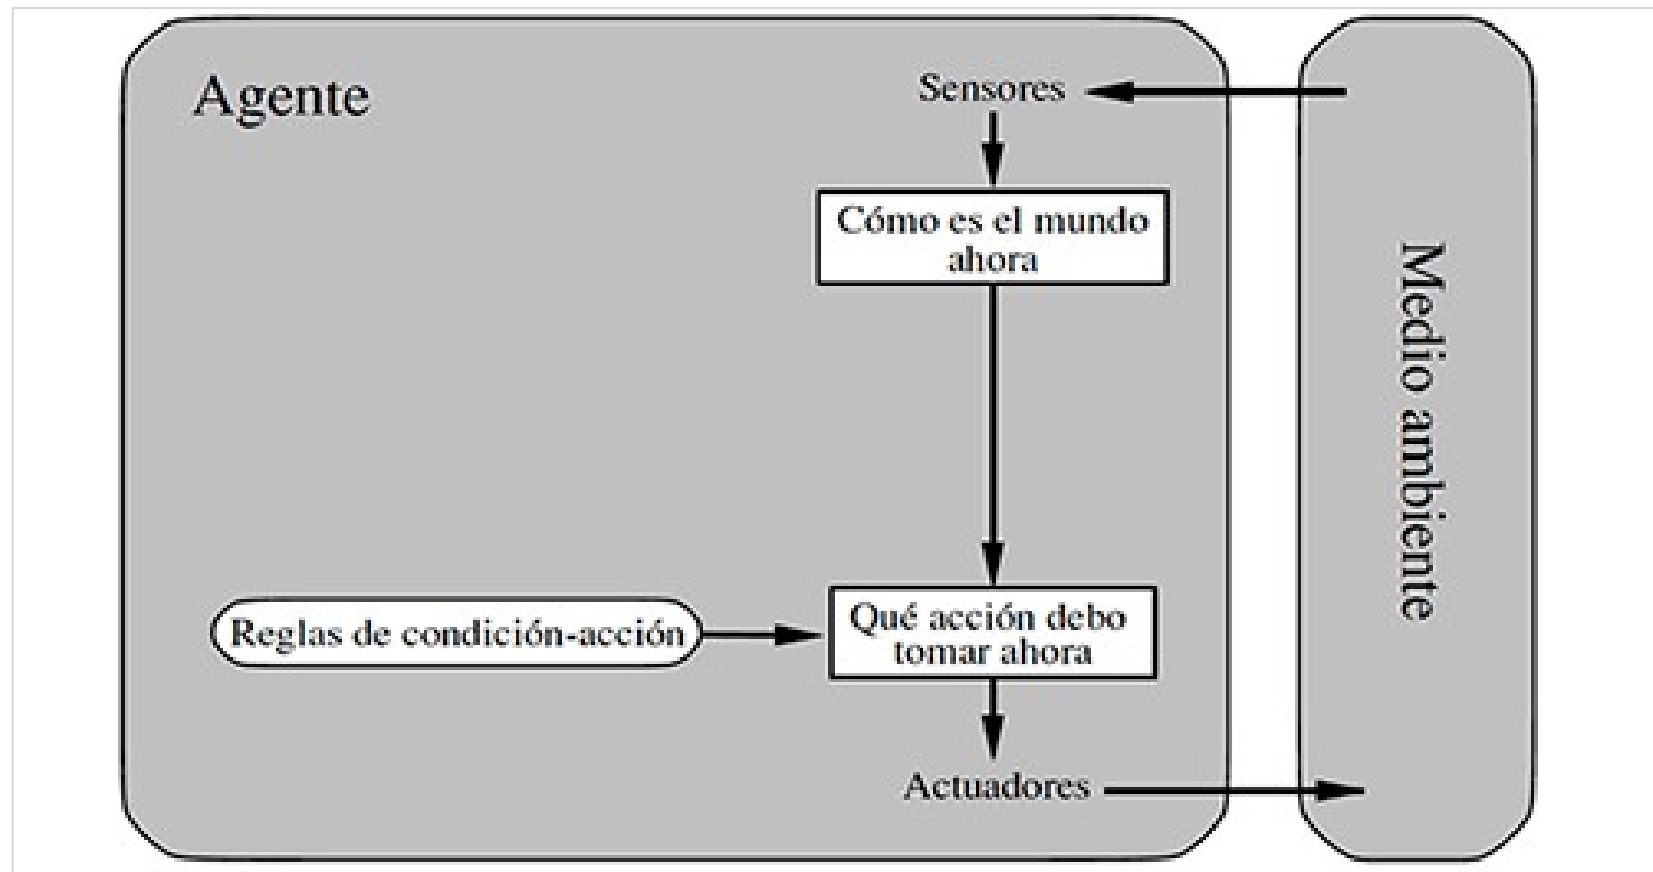 Agente
Sensores
Cómo es el mundo
ahora
Medio ambiente
Reglas de condición-acción
Qué acción debo
tomar ahora
Actuadores